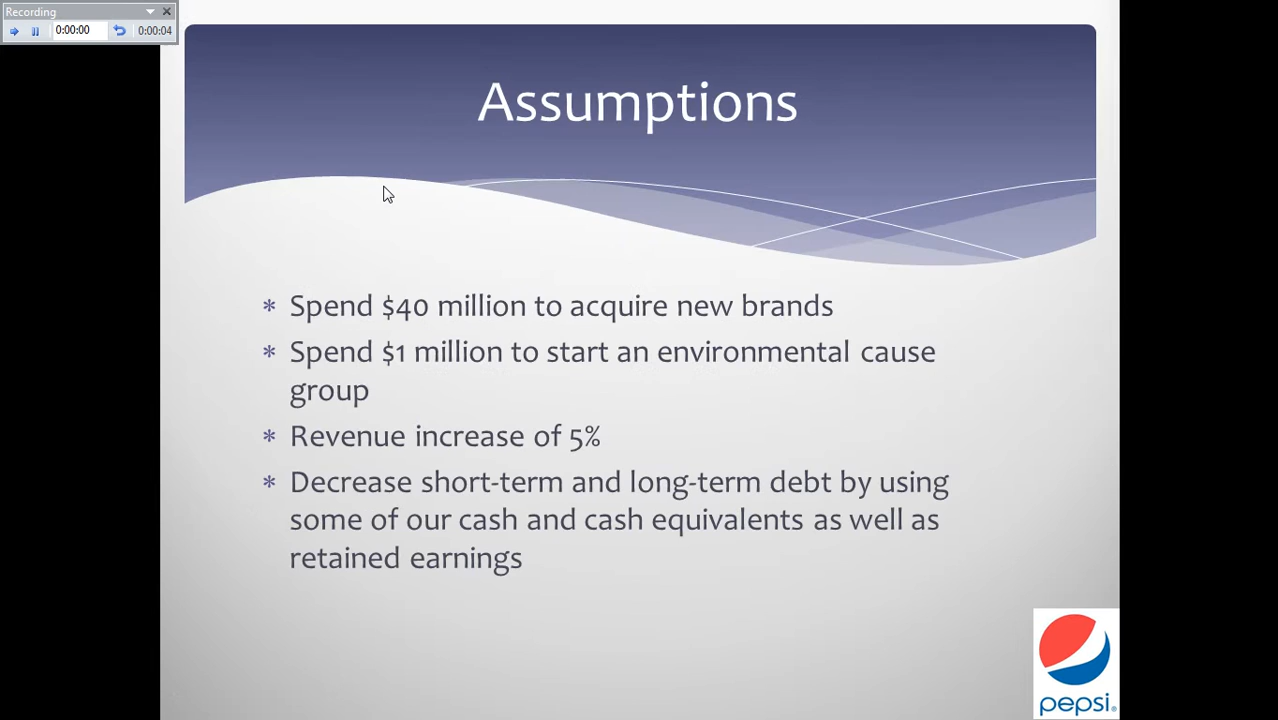 Recording
0:00:00 0:00:04
Assumptions
* Spend $40 million to acquire new brands
* Spend $1 million to start an environmental cause
group
* Revenue increase of 5%
* Decrease short-term and long-term debt by using
some of our cash and cash equivalents as well as
retained earnings
pepsi®